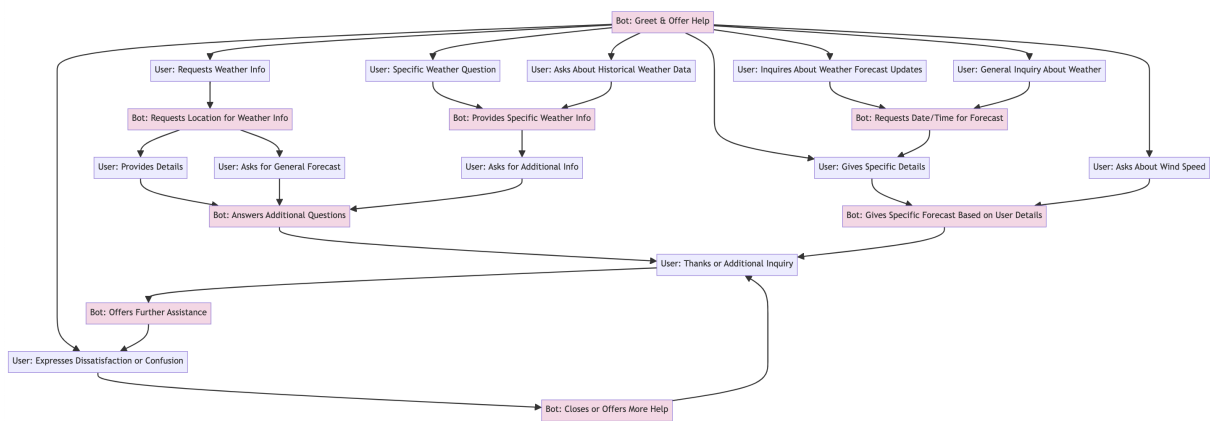 Bot: Greet & Offer Help
User: Requests Weather Info
User: Specific Weather Question
User: Asks About Historical Weather Data
User: Inquires About Weather Forecast Updates
User: General Inquiry About Weather
Bot: Requests Location for Weather Info
Bot: Provides Specific Weather Info
Bot: Requests Date/Time for Forecast
User: Provides Details
User: Asks for General Forecast
User: Asks for Additional Info
User: Gives Specific Details
User: Asks About Wind Speed
Bot: Answers Additional Questions
Bot: Gives Specific Forecast Based on User Details
User: Thanks or Additional Inquiry
Bot: Offers Further Assistance
User: Expresses Dissatisfaction or Confusion
Bot: Closes or Offers More Help